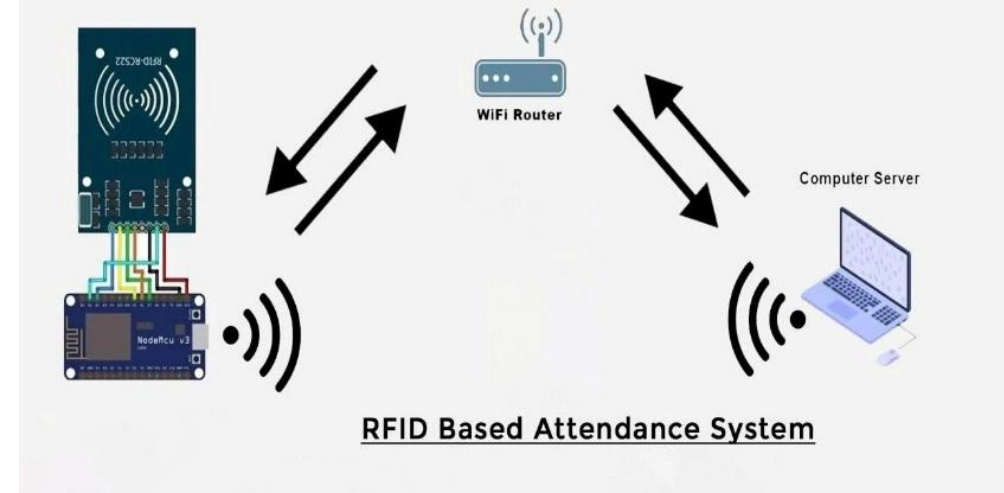 RFID-RC522
WiFi Router
Computer Server
NodeMcu v3
RFID Based Attendance System